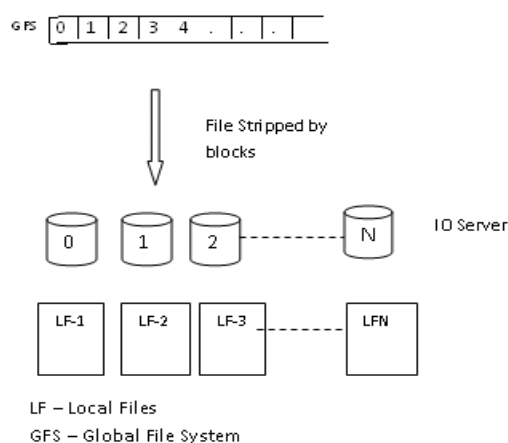 GFS 0 1 2 3 4 . . .
File Stripped by
blocks
0 1 2 N IO Server
LF-1 LF-2 LF-3 LFN
LF – Local Files
GFS – Global File System